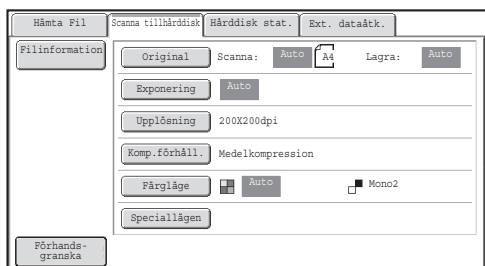 Hämta Fil Scanna tillhårddisk Hårddisk stat. Ext. dataåtk.
Filinformation
Original Scanna: Auto A4 Lagra: Auto
Exponering Auto
Upplösning 200X200dpi
Komp.förhåll. Medelkompression
Färgläge Auto Mono2
Speciallägen
Förhands-
granska